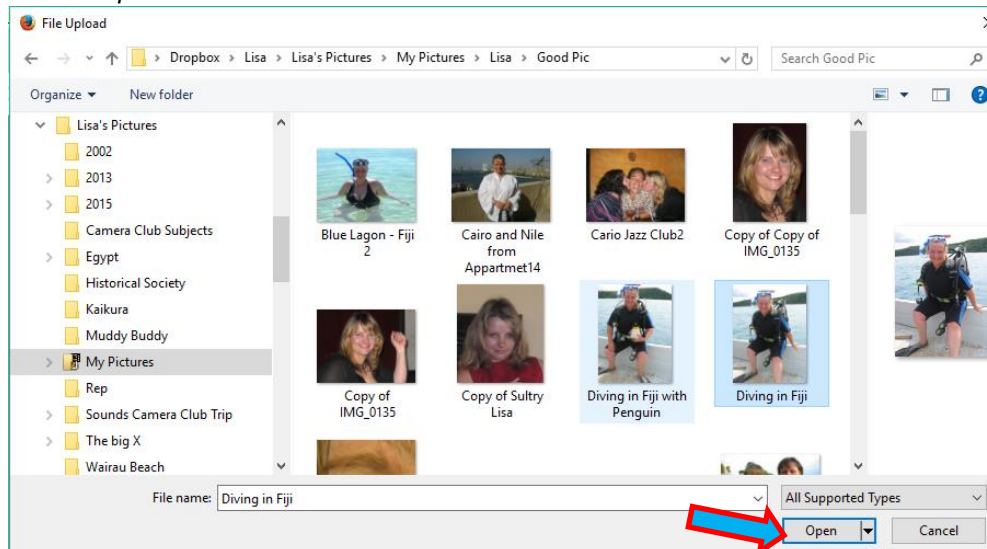 File Upload
Dropbox > Lisa > Lisa's Pictures > My Pictures > Lisa > Good Pic
Search Good Pic
Organize
New folder
Lisa's Pictures
2002
2013
2015
Camera Club Subjects
Egypt
Historical Society
Kaikura
Muddy Buddy
My Pictures
Rep
Sounds Camera Club Trip
The big X
Wairau Beach
Blue Lagon - Fiji
2
Cairo and Nile
from
Appartmet14
Cario Jazz Club2
Copy of Copy of
IMG_0135
Copy of
IMG_0135
Copy of Sultry
Lisa
Diving in Fiji with
Penguin
Diving in Fiji
File name: Diving in Fiji
All Supported Types
Open
Cancel